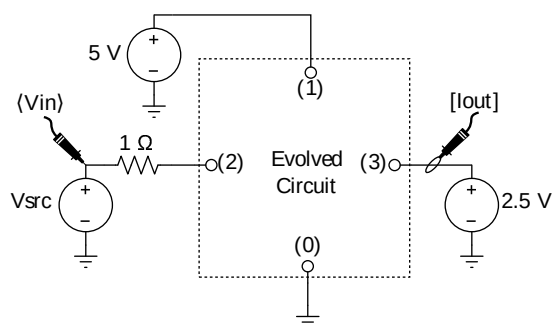 5 V
(1)
⟨Vin⟩
[Iout]
1 Ω
(2)
Evolved
Circuit
(3)
Vsrc
2.5 V
(0)